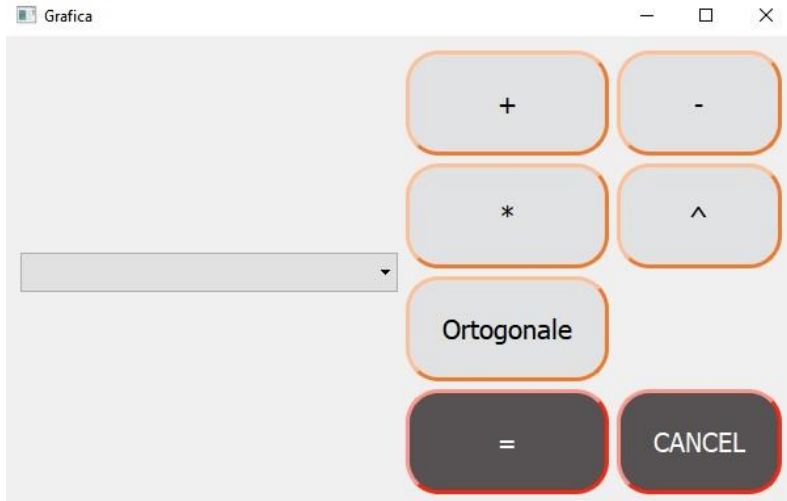 Grafica
+ -
* ^
Ortogonale
= CANCEL